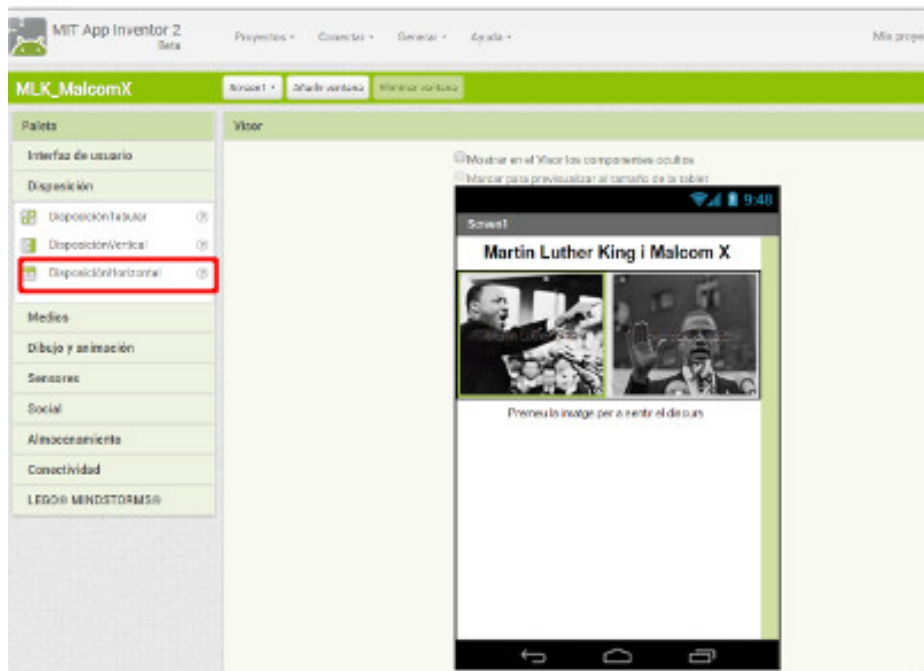 MIT App Inventor 2
Beta
Proyectos Conectar Generar Ayuda Mis proye
MLK_MalcomX
Screen1 Añadir ventana Eliminar ventana
Paleta
Visor
Interfaz de usuario
Disposición
DisposiciónTabular
DisposiciónVertical
DisposiciónHorizontal
Medios
Dibujo y animación
Sensores
Social
Almacenamiento
Conectividad
LEGO® MINDSTORMS®
Mostrar en el Visor los componentes ocultos
Marcar para previsualizar al tamaño de la tablet
9:48
Screen1
Martin Luther King i Malcom X
Premeu la imatge per a sentir el discurs